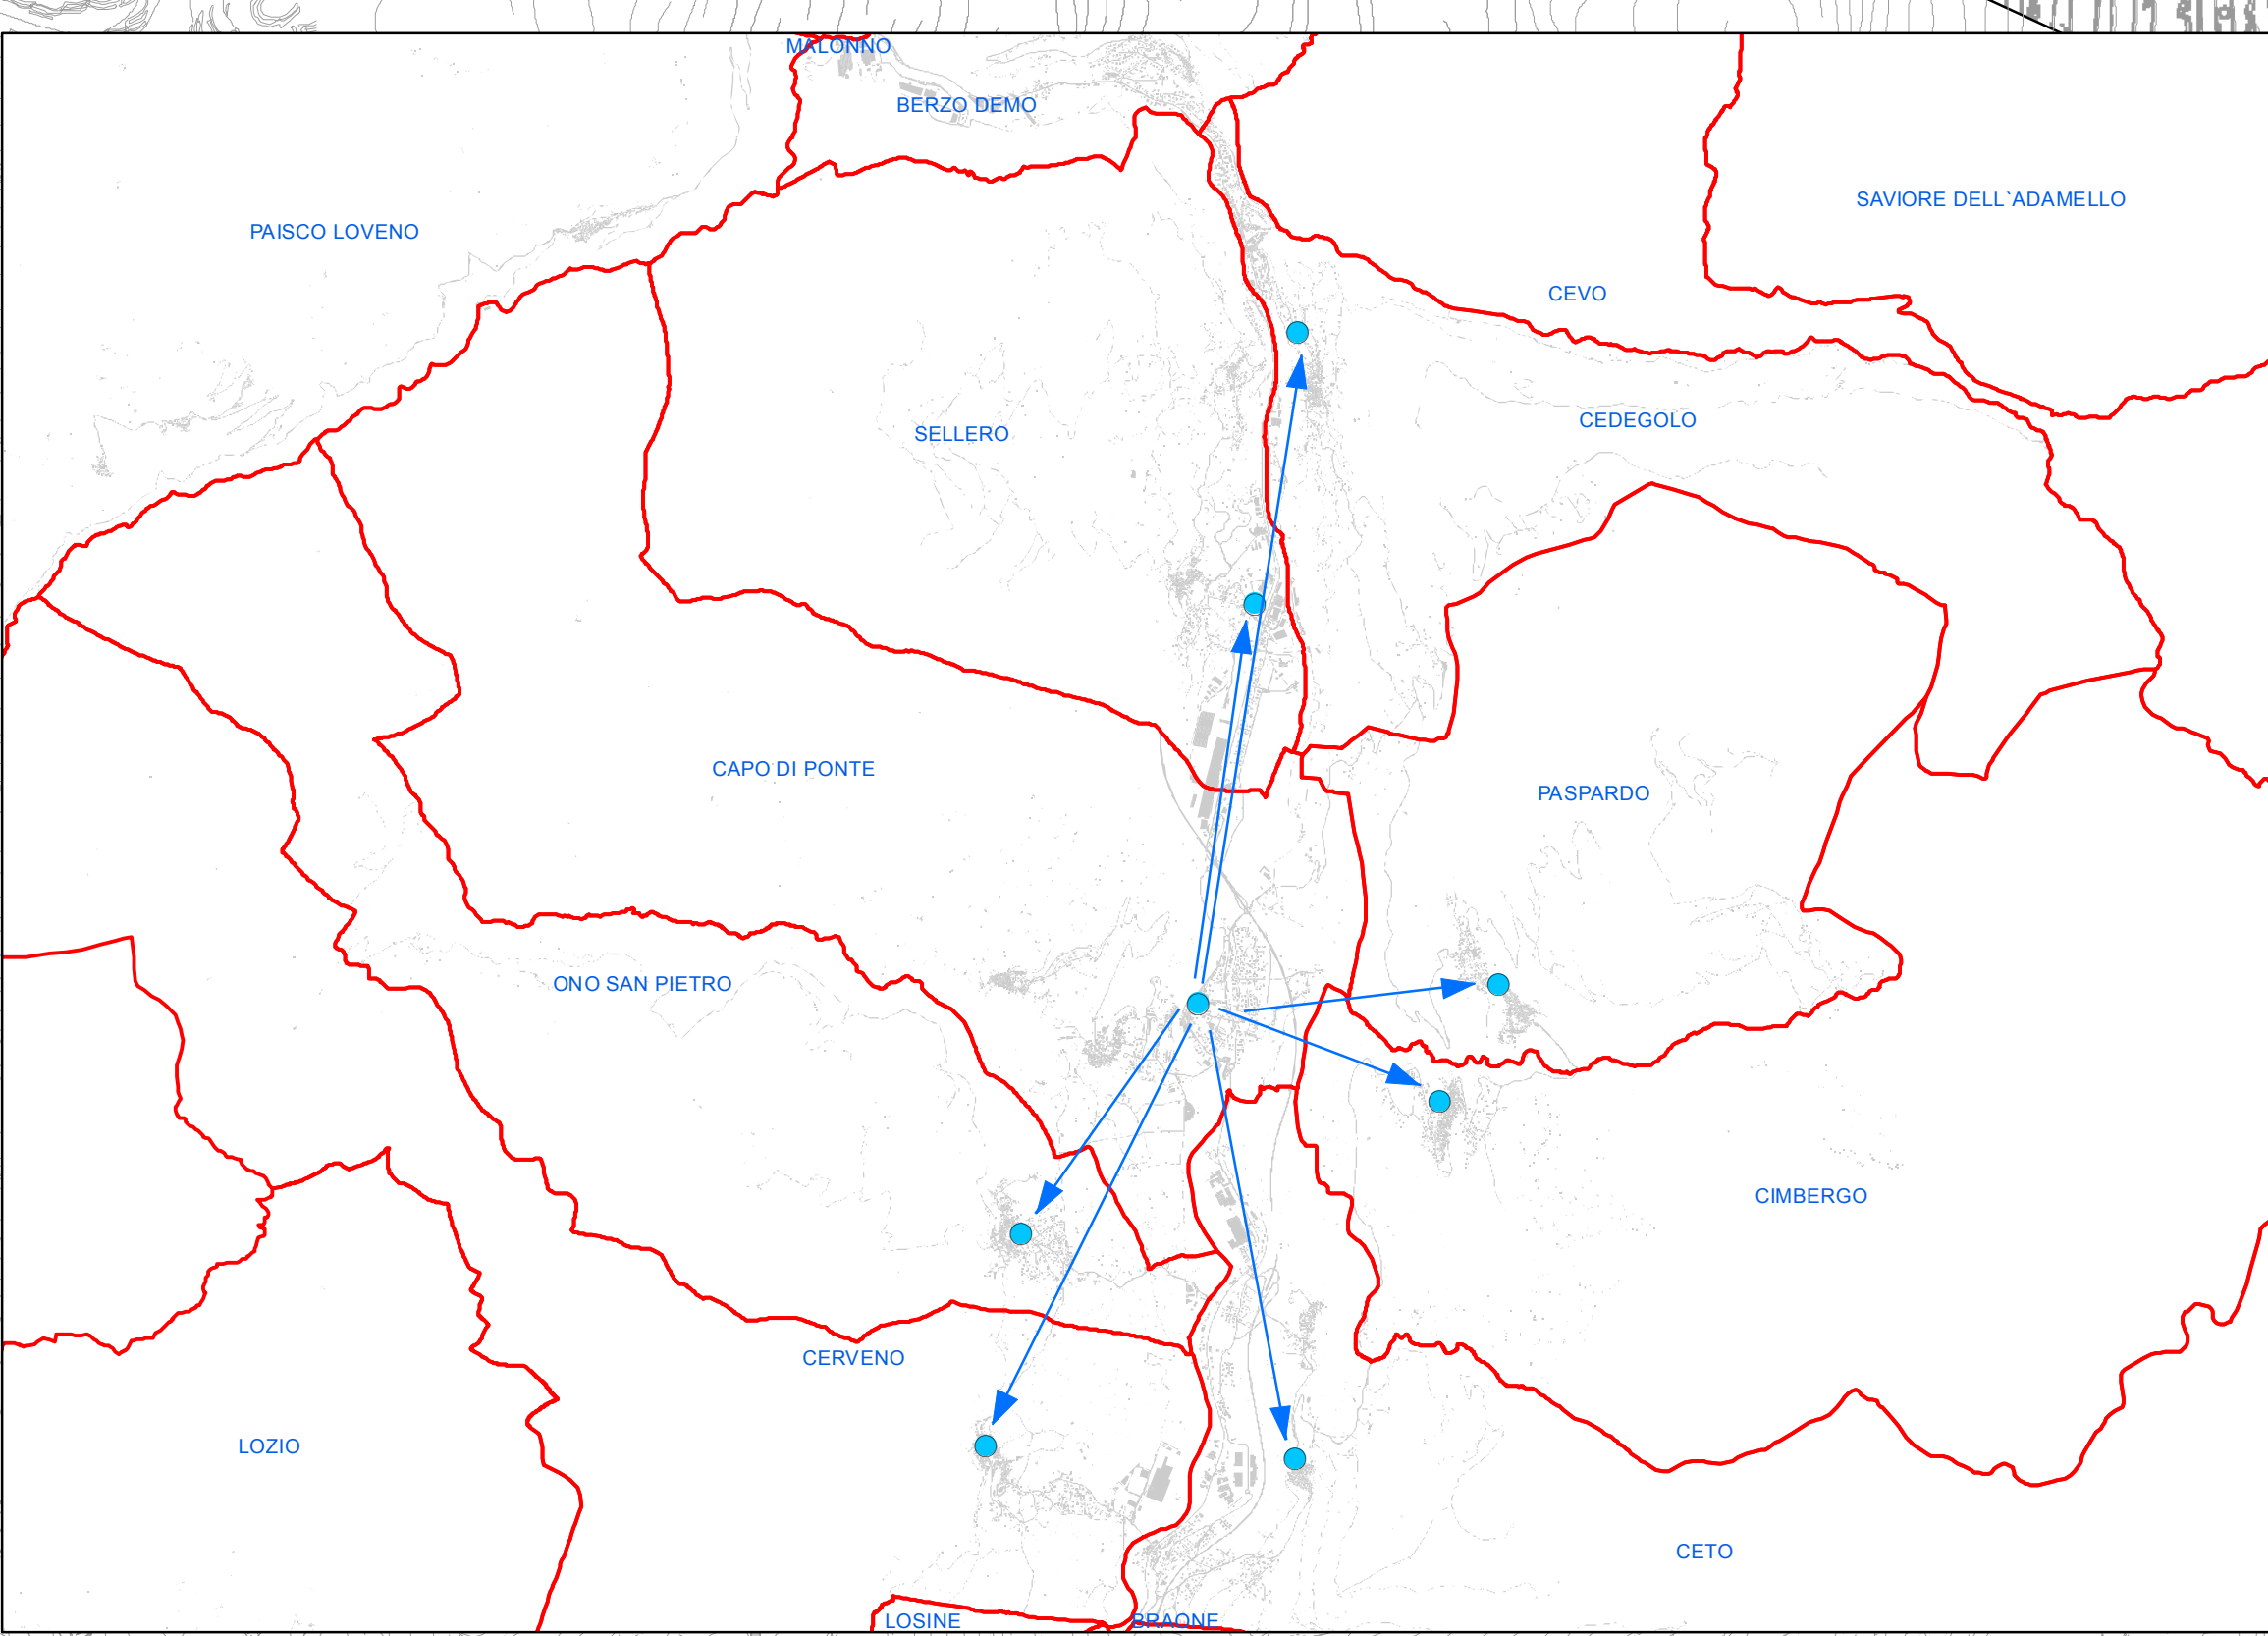 MALONNO
BERZO DEMO
SAVIORE DELL`ADAMELLO
PAISCO LOVENO
CEVO
CEDEGOLO
SELLERO
CAPO DI PONTE
PASPARDO
ONO SAN PIETRO
CIMBERGO
CERVENO
LOZIO
CETO
LOSINE
BRAONE